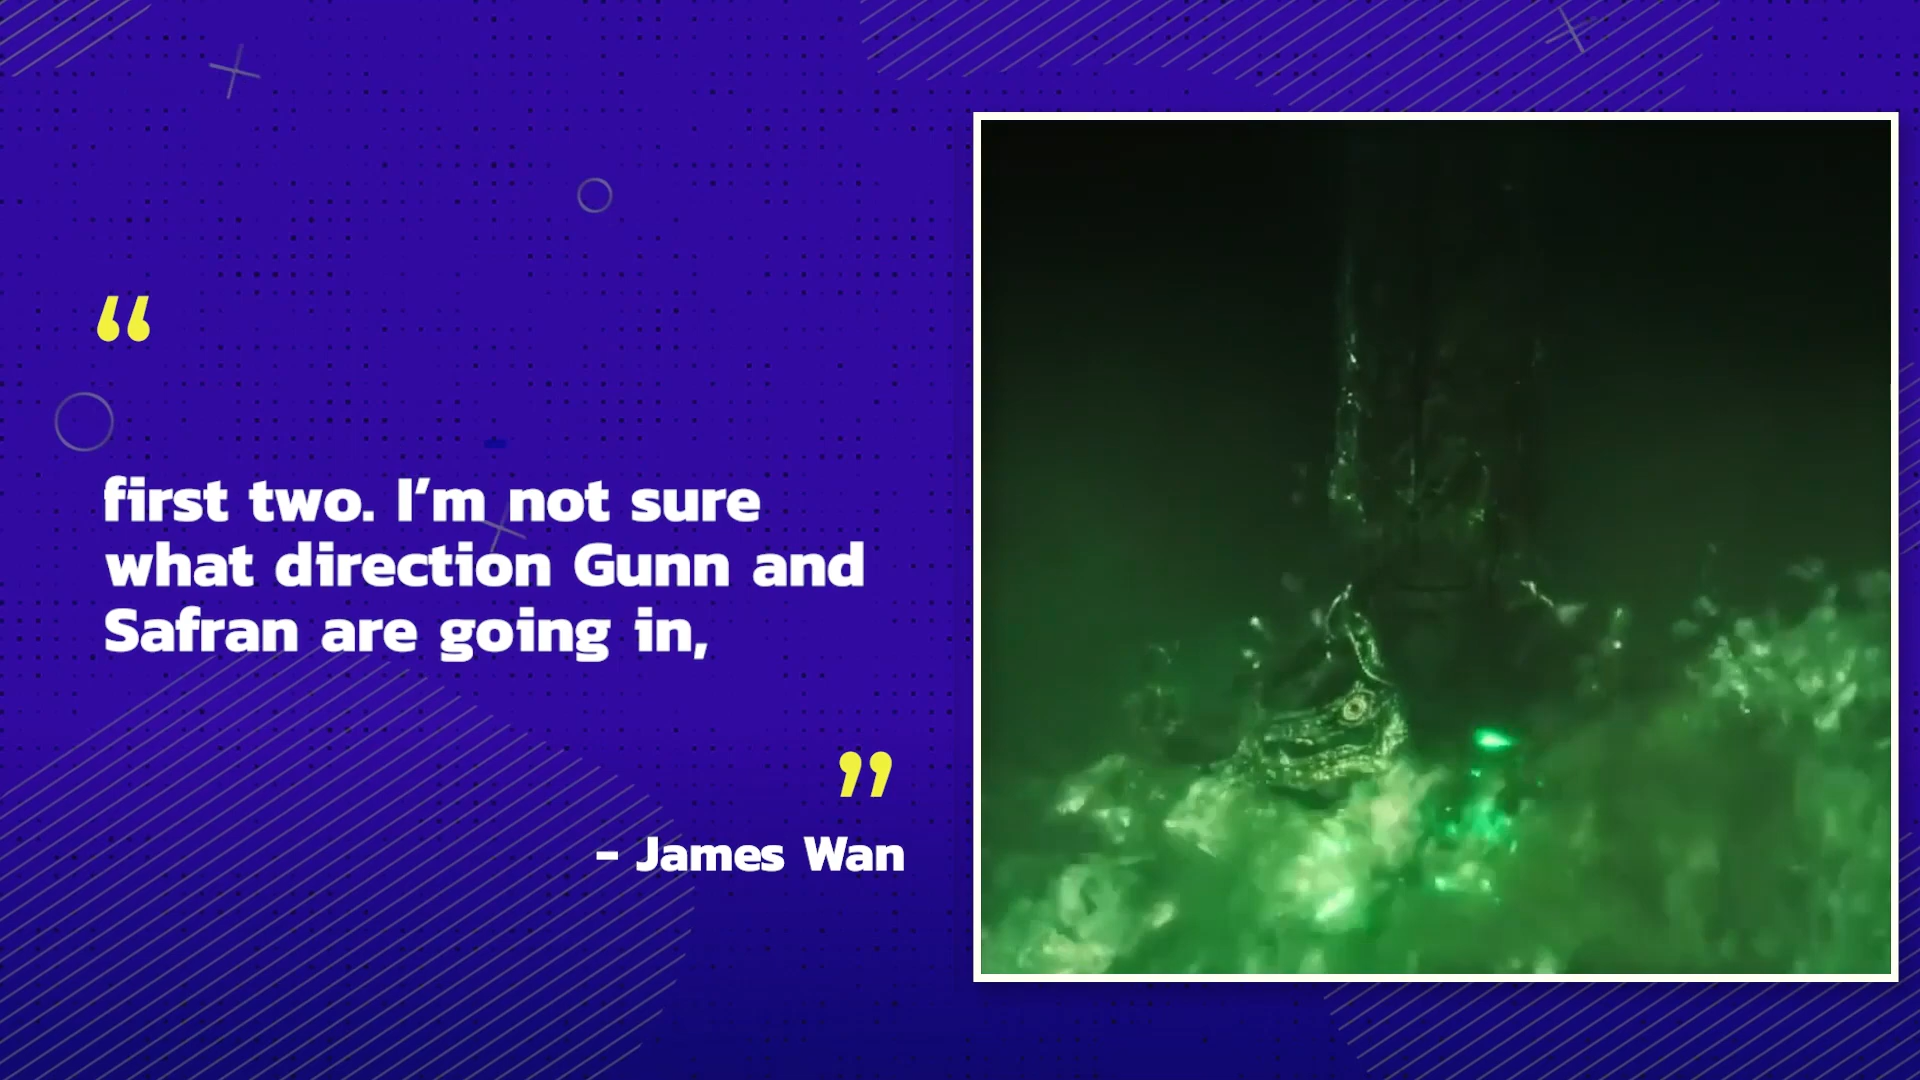 “
first two. I’m not sure
what direction Gunn and
Safran are going in,
”
- James Wan